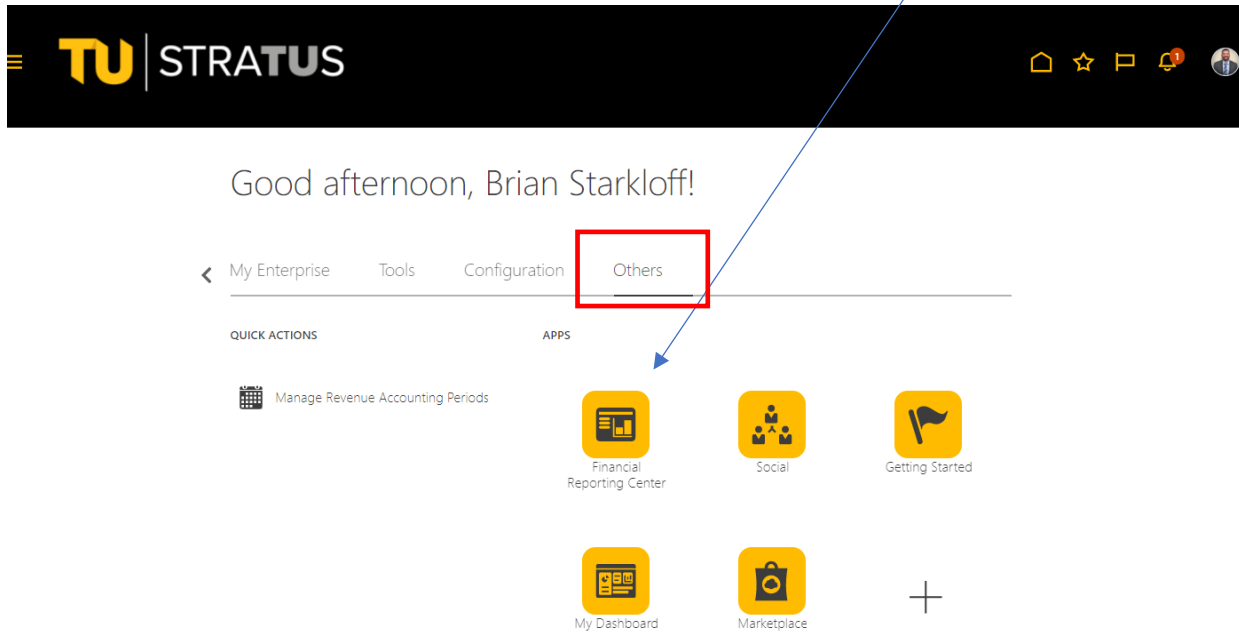 TU STRATUS
1
Good afternoon, Brian Starkloff!
My Enterprise Tools Configuration Others
QUICK ACTIONS APPS
Manage Revenue Accounting Periods
Financial Social Getting Started
Reporting Center
My Dashboard Marketplace